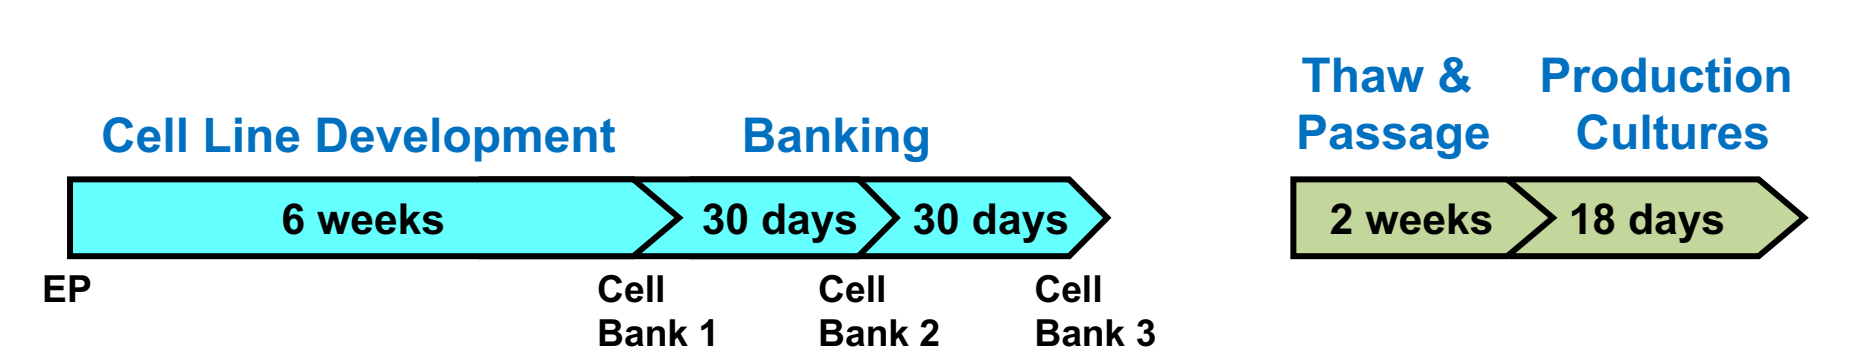 Cell Line Development
Banking
Thaw &
Passage
Production
Cultures
6 weeks
30 days
30 days
2 weeks
18 days
EP
Cell
Bank 1
Cell
Bank 2
Cell
Bank 3